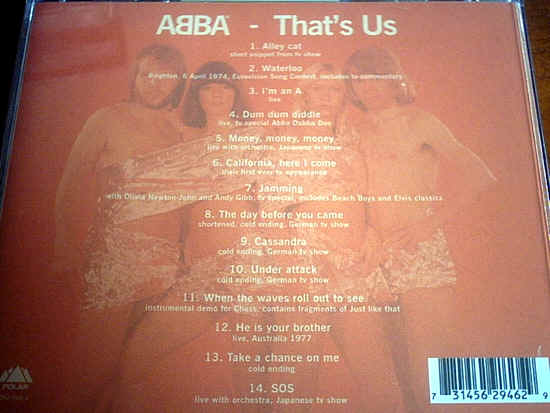 ABBA - That's Us
1. Alley cat
short snippet from tv show
2. Waterloo
Brighton, 6 April 1974, Eurovision Song Contest, includes tv commentary
3. i'm an A
live
4. Dum dum diddle
live, tv special Abba Dabba Doo
5. Money, money, money
live with orchestra, Japanese tv show
6. California, here I come
their first ever tv appearance
7. Jamming
with Olivia Newton-John and Andy Gibb, tv special, includes Beach Boys and Elvis classics
8. The day before you came
shortened, cold ending, German tv show
9. Cassandra
cold ending, German tv show
10. Under attack
cold ending, German tv show
11. When the waves roll out to see
instrumental demo for Chess, contains fragments of Just like that
12. He is your brother
live, Australia 1977
13. Take a chance on me
cold ending
14. SOS
live with orchestra, Japanese tv show
POLAR
7 31456 29462 9